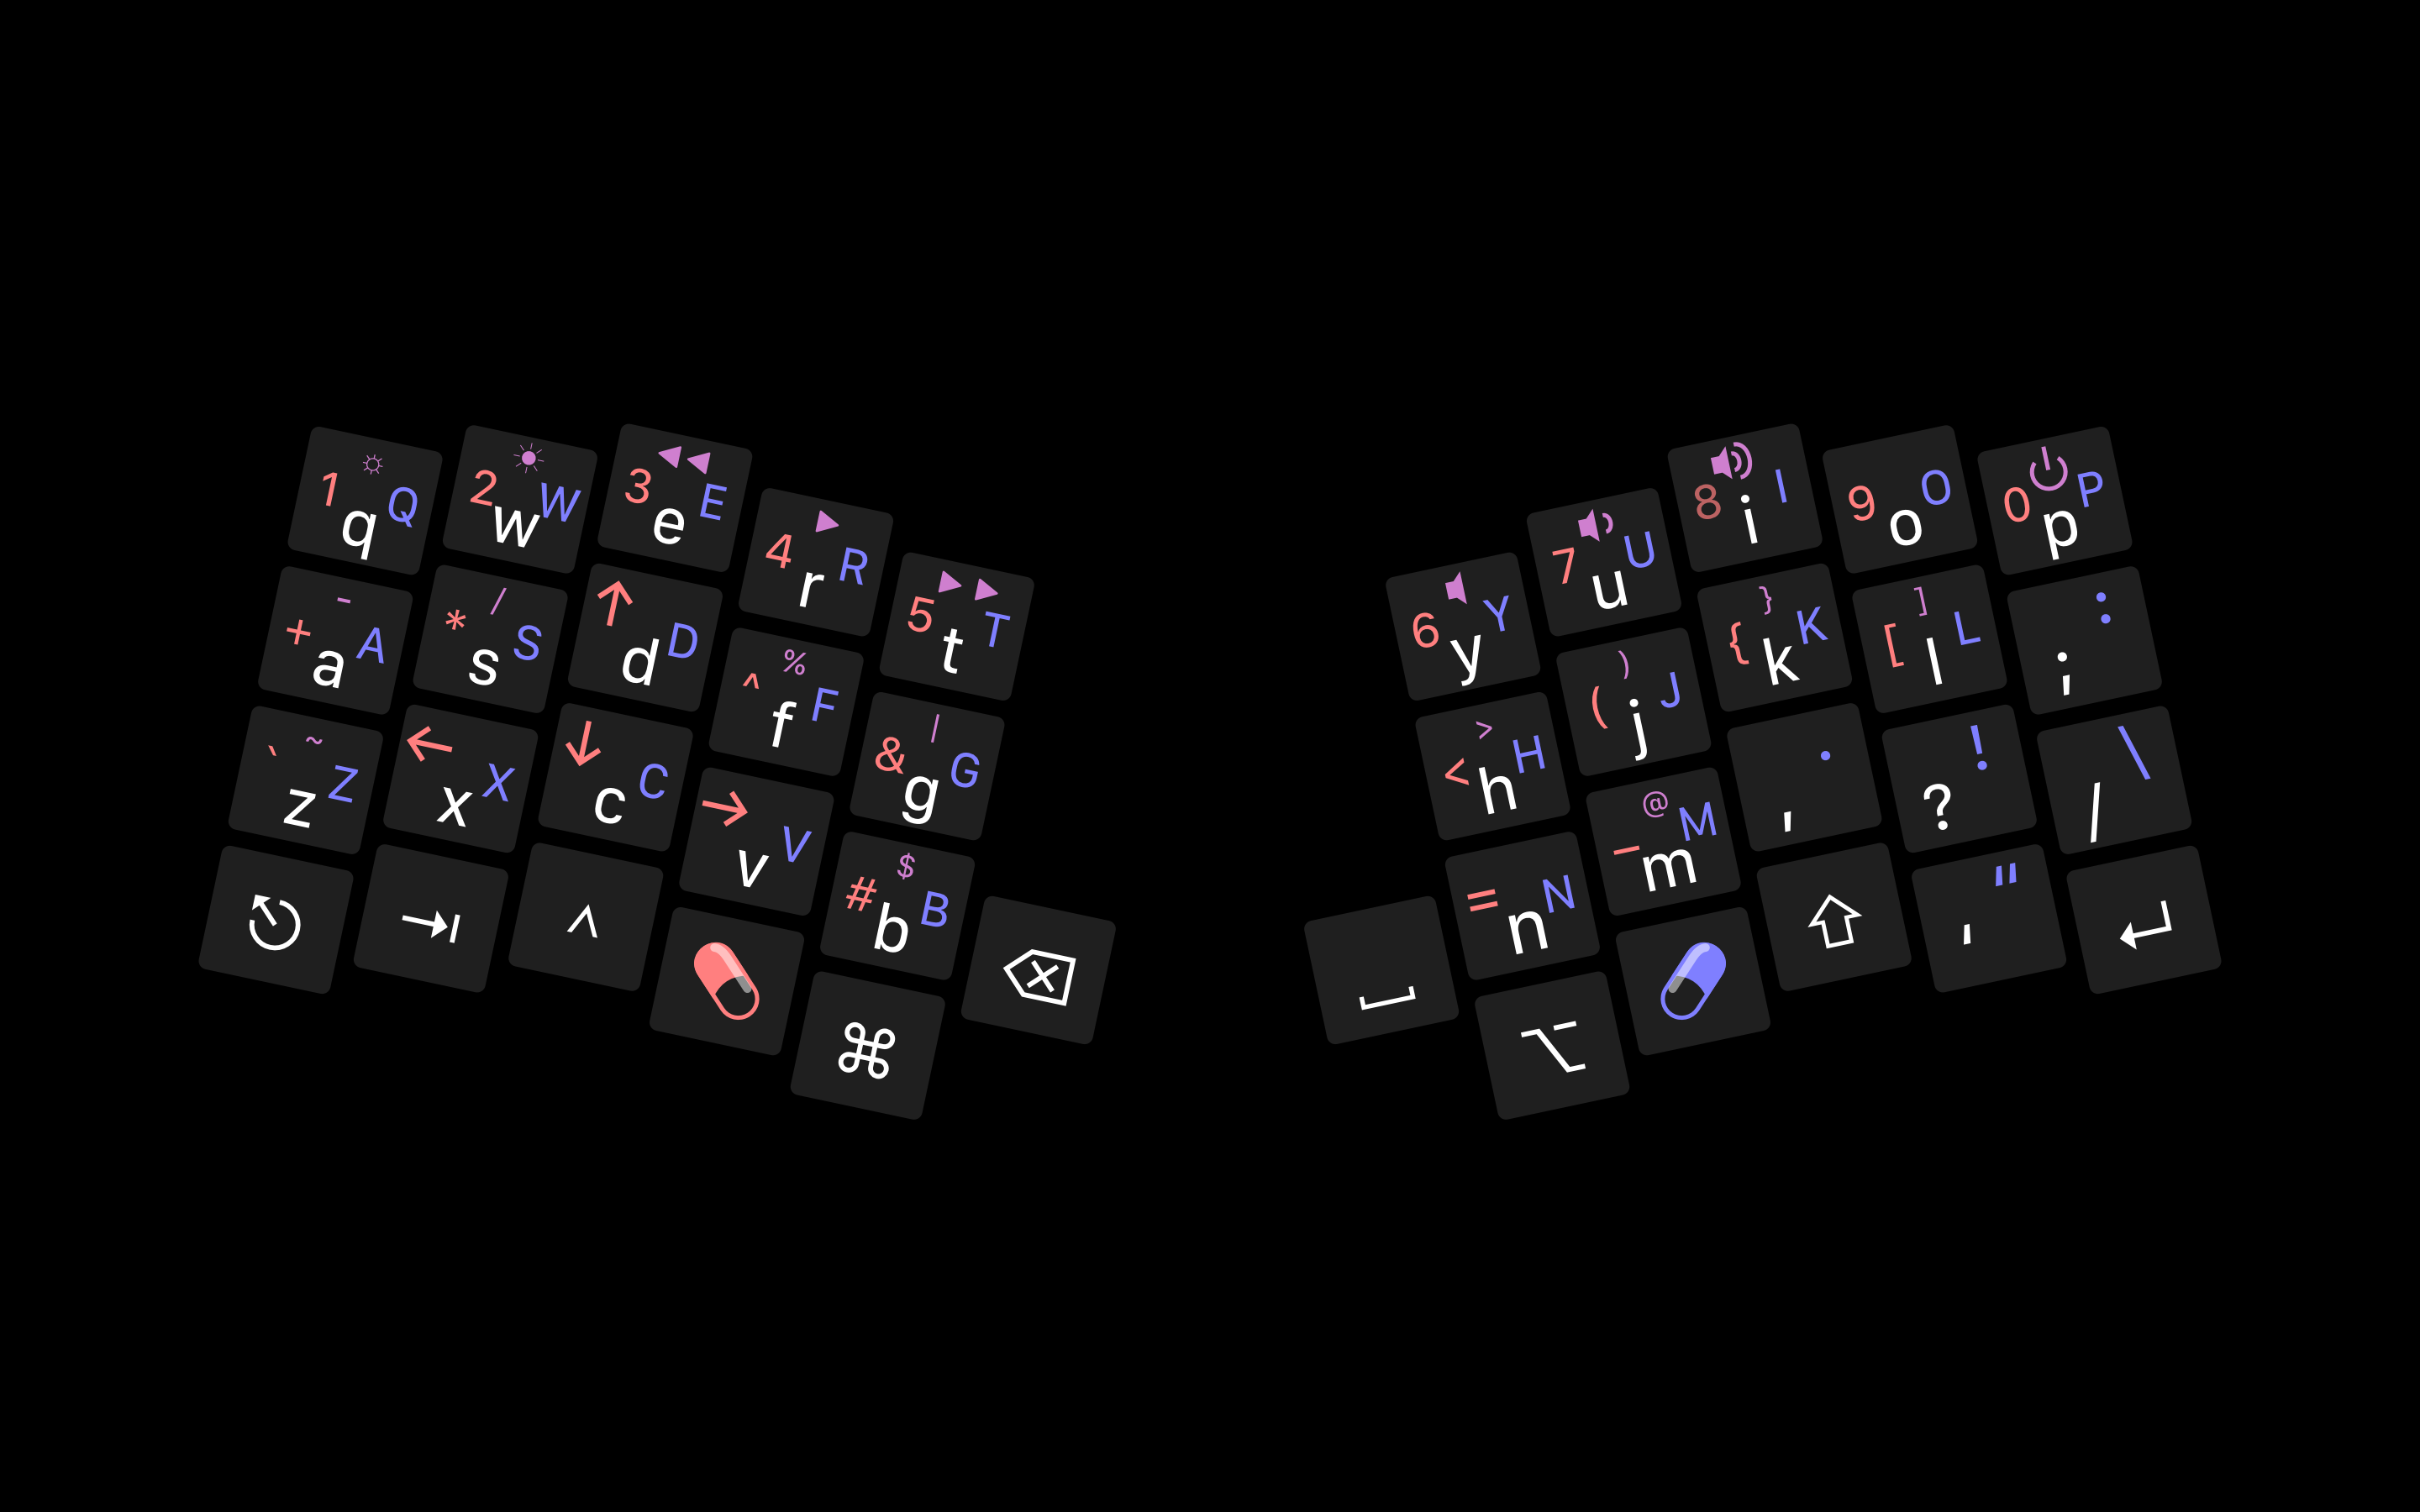 1 q Q
2 w W
3 e E
4 r R
5 t T
+ - a A
* / s S
↑ d D
^ % f F
& | g G
` ~ z Z
← x X
↓ c C
→ v V
# $ b B
⇥ ^ ⌘ ⌫
6 y Y
7 u U
8 i I
9 o O
0 p P
< > h H
( ) j J
{ } k K
[ ] l L
; :
= n N
_ @ m M
, .
? !
/ \
⌥ ⇧
' "
↵